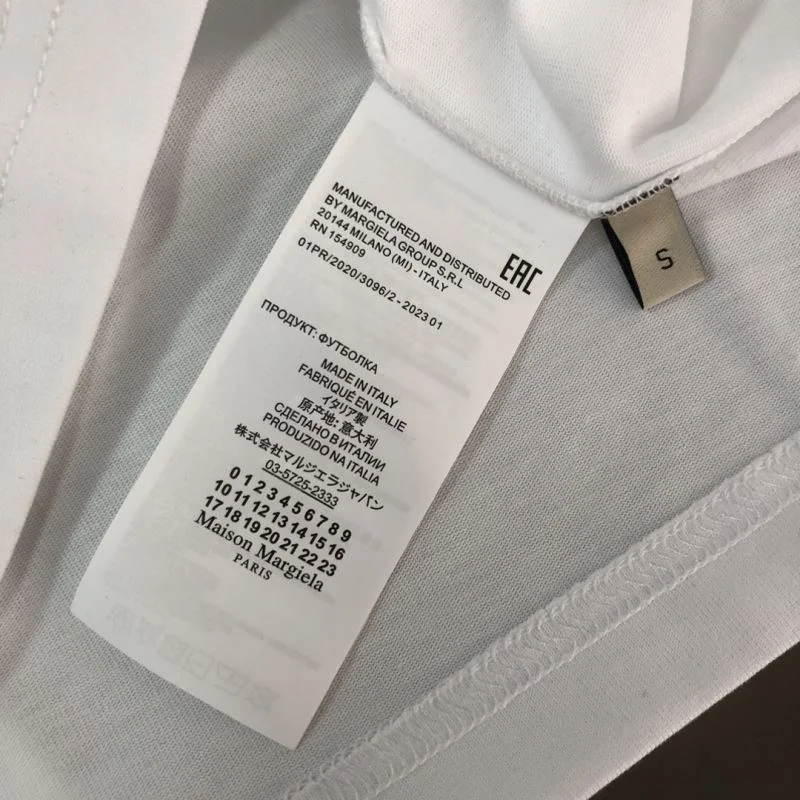 MANUFACTURED AND DISTRIBUTED
BY MARGIELA GROUP S.R.L
20144 MILANO (MI) - ITALY
RN 154909
01PR/2020/3096/2 - 2023 01
EAC
S
ПРОДУКТ: ФУТБОЛКА
MADE IN ITALY
FABRIQUÉ EN ITALIE
イタリア製
原产地: 意大利
СДЕЛАНО В ИТАЛИИ
PRODUZIDO NA ITALIA
株式会社マルジェラジャパン
03-5725-2333
0 1 2 3 4 5 6 7 8 9
10 11 12 13 14 15 16
17 18 19 20 21 22 23
Maison Margiela
PARIS